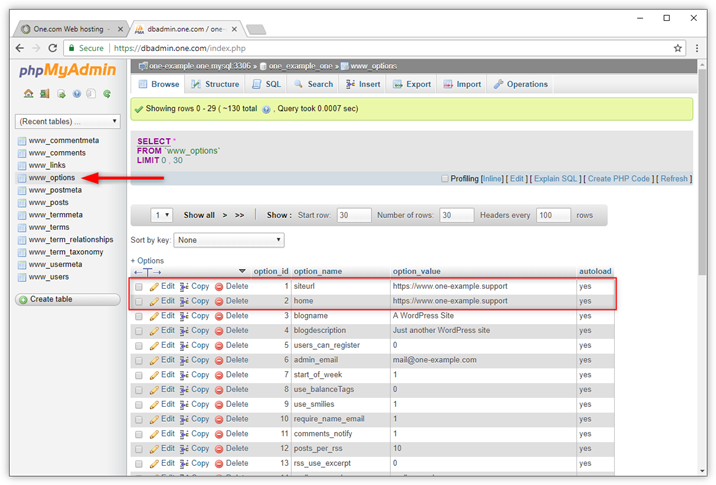 One.com Web hosting -
dbadmin.one.com / one-
Secure
https://dbadmin.one.com/index.php
phpMyAdmin
(Recent tables) ...
www_commentmeta
www_comments
www_links
www_options
www_postmeta
www_posts
www_termmeta
www_terms
www_term_relationships
www_term_taxonomy
www_usermeta
www_users
Create table
one-example.one.mysql:3306 » one_example_one » www_options
Browse Structure SQL Search Insert Export Import Operations
Showing rows 0 - 29 ( ~130 total , Query took 0.0007 sec)
SELECT *
FROM `www_options`
LIMIT 0 , 30
Profiling [Inline] [ Edit ] [ Explain SQL ] [ Create PHP Code ] [ Refresh ]
1 Show all > >> Show : Start row: 30 Number of rows: 30 Headers every 100 rows
Sort by key: None
+ Options
←T→ option_id option_name option_value autoload
Edit Copy Delete 1 siteurl https://www.one-example.support yes
Edit Copy Delete 2 home https://www.one-example.support yes
Edit Copy Delete 3 blogname A WordPress Site yes
Edit Copy Delete 4 blogdescription Just another WordPress site yes
Edit Copy Delete 5 users_can_register 0 yes
Edit Copy Delete 6 admin_email mail@one-example.com yes
Edit Copy Delete 7 start_of_week 1 yes
Edit Copy Delete 8 use_balanceTags 0 yes
Edit Copy Delete 9 use_smilies 1 yes
Edit Copy Delete 10 require_name_email 1 yes
Edit Copy Delete 11 comments_notify 1 yes
Edit Copy Delete 12 posts_per_rss 10 yes
Edit Copy Delete 13 rss_use_excerpt 0 yes